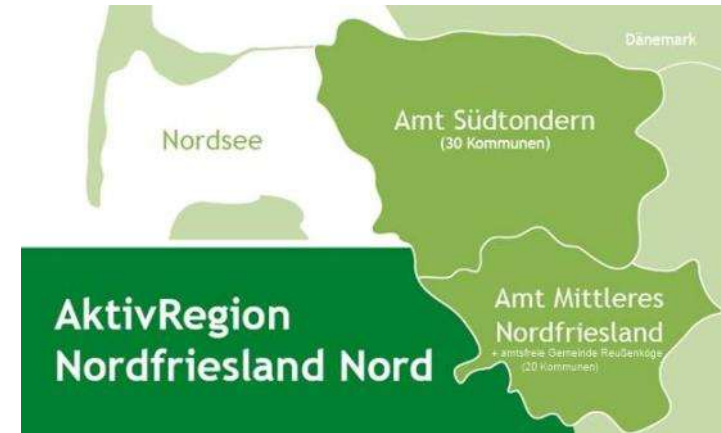 Dänemark
Amt Südtondern
(30 Kommunen)
Nordsee
Amt Mittleres
Nordfriesland
+ amtsfreie Gemeinde Reußenköge
(20 Kommunen)
AktivRegion
Nordfriesland Nord